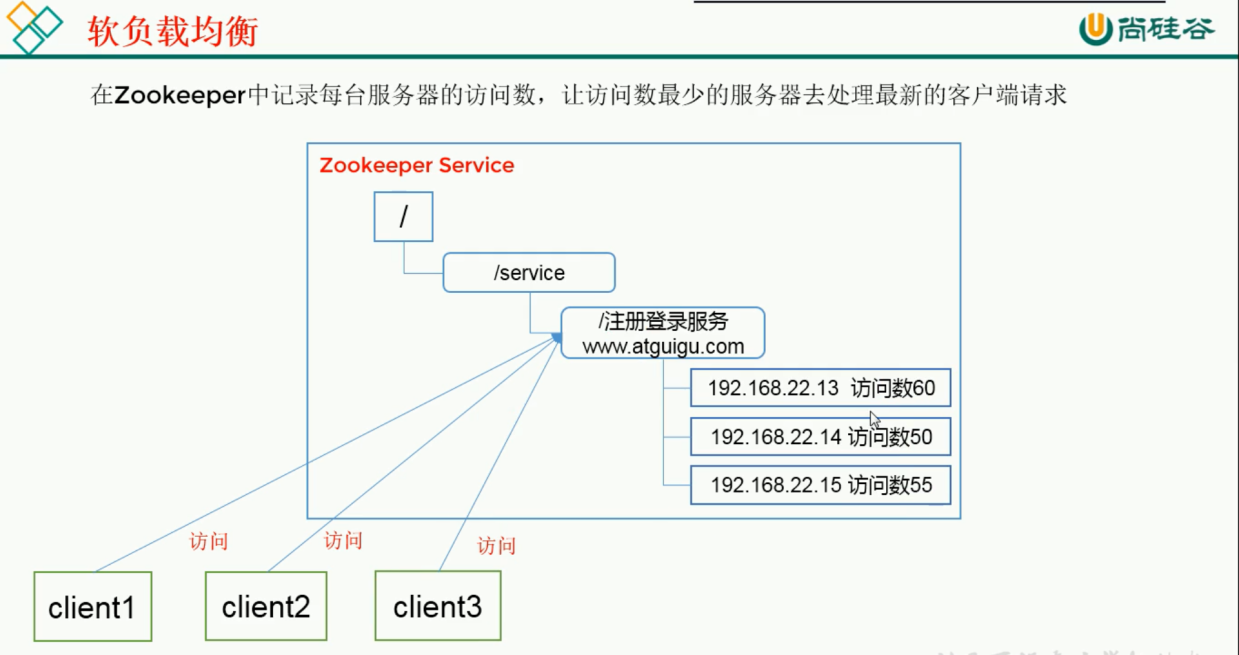 软负载均衡
尚硅谷
在Zookeeper中记录每台服务器的访问数，让访问数最少的服务器去处理最新的客户端请求
Zookeeper Service
/
/service
/注册登录服务
www.atguigu.com
192.168.22.13 访问数60
192.168.22.14 访问数50
192.168.22.15 访问数55
访问
访问
访问
client1
client2
client3